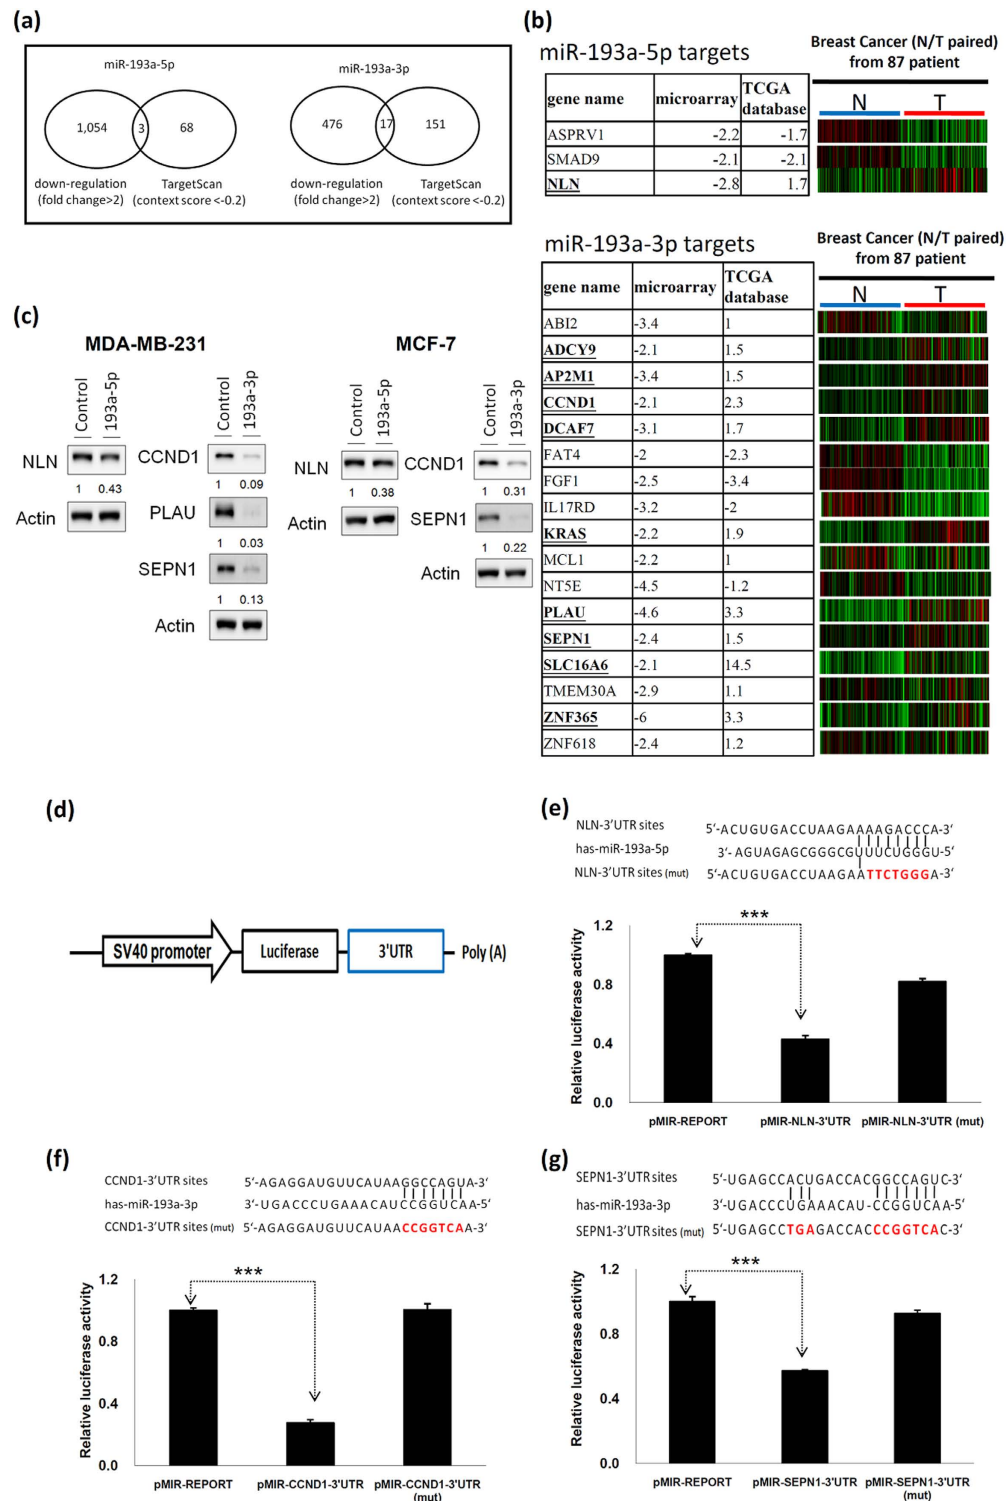 (a)
miR-193a-5p
miR-193a-3p
1,054
3
68
476
17
151
down-regulation
(fold change>2)
TargetScan
(context score <-0.2)
down-regulation
(fold change>2)
TargetScan
(context score <-0.2)
(b)
miR-193a-5p targets
Breast Cancer (N/T paired)
from 87 patient
N
T
gene name microarray TCGA database
ASPRV1 -2.2 -1.7
SMAD9 -2.1 -2.1
NLN -2.8 1.7
miR-193a-3p targets
Breast Cancer (N/T paired)
from 87 patient
N
T
gene name microarray TCGA database
ABI2 -3.4 1
ADCY9 -2.1 1.5
AP2M1 -3.4 1.5
CCND1 -2.1 2.3
DCAF7 -3.1 1.7
FAT4 -2 -2.3
FGF1 -2.5 -3.4
IL17RD -3.2 -2
KRAS -2.2 1.9
MCL1 -2.2 1
NT5E -4.5 -1.2
PLAU -4.6 3.3
SEPN1 -2.4 1.5
SLC16A6 -2.1 14.5
TMEM30A -2.9 1.1
ZNF365 -6 3.3
ZNF618 -2.4 1.2
(c)
MDA-MB-231
Control
193a-5p
NLN
1 0.43
Actin
Control
193a-3p
CCND1
1 0.09
PLAU
1 0.03
SEPN1
1 0.13
Actin
MCF-7
Control
193a-5p
NLN
1 0.38
Actin
Control
193a-3p
CCND1
1 0.31
SEPN1
1 0.22
Actin
(d)
SV40 promoter
Luciferase
3'UTR
Poly (A)
(e)
NLN-3'UTR sites 5'-ACUGUGACCUAAGAAAAGACCCA-3'
has-miR-193a-5p 3'- AGUAGAGCGGGCGUUUCUGGGU-5'
NLN-3'UTR sites (mut) 5'-ACUGUGACCUAAGAATTCTGGGA-3'
Relative luciferase activity
1.2
0.8
0.4
0.0
***
pMIR-REPORT
pMIR-NLN-3'UTR
pMIR-NLN-3'UTR (mut)
(f)
CCND1-3'UTR sites 5'-AGAGGAUGUUCAUAAGGCCAGUA-3'
has-miR-193a-3p 3'-UGACCCUGAAACAUCCGGUCAA-5'
CCND1-3'UTR sites (mut) 5'-AGAGGAUGUUCAUAACCGGTCAA-3'
Relative luciferase activity
1.2
0.8
0.4
0.0
***
pMIR-REPORT
pMIR-CCND1-3'UTR
pMIR-CCND1-3'UTR
(mut)
(g)
SEPN1-3'UTR sites 5'-UGAGCCACUGACCACGGCCAGUC-3'
has-miR-193a-3p 3'-UGACCCUGAAACAU-CCGGUCAA-5'
SEPN1-3'UTR sites (mut) 5'-UGAGCCTGAGACCACCCGGTCAC-3'
Relative luciferase activity
1.2
0.8
0.4
0.0
***
pMIR-REPORT
pMIR-SEPN1-3'UTR
pMIR-SEPN1-3'UTR
(mut)